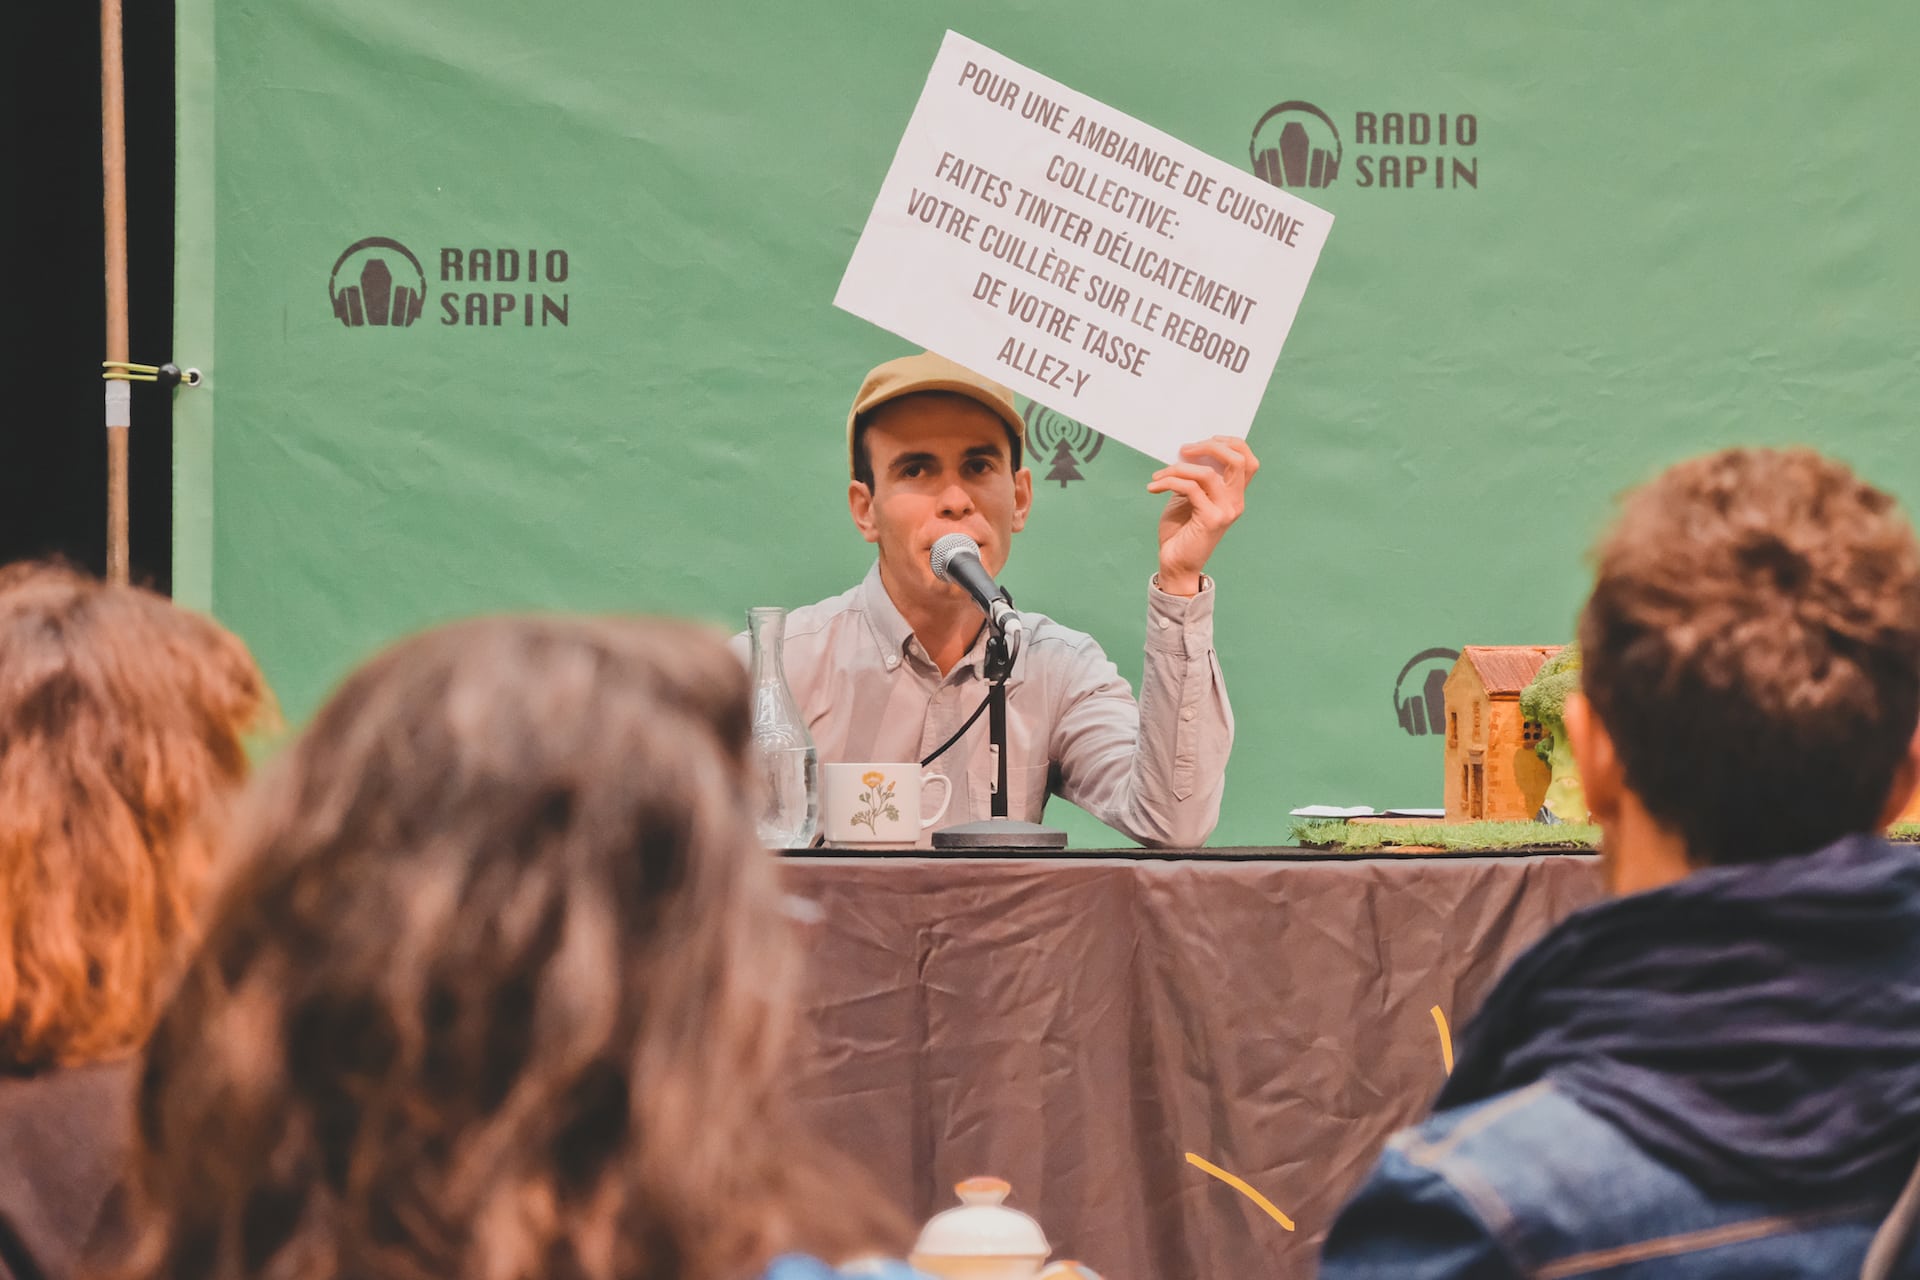 POUR UNE AMBIANCE DE CUISINE
COLLECTIVE:
FAITES TINTER DÉLICATEMENT
VOTRE CUILLÈRE SUR LE REBORD
DE VOTRE TASSE
ALLEZ-Y
RADIO
SAPIN
RADIO
SAPIN